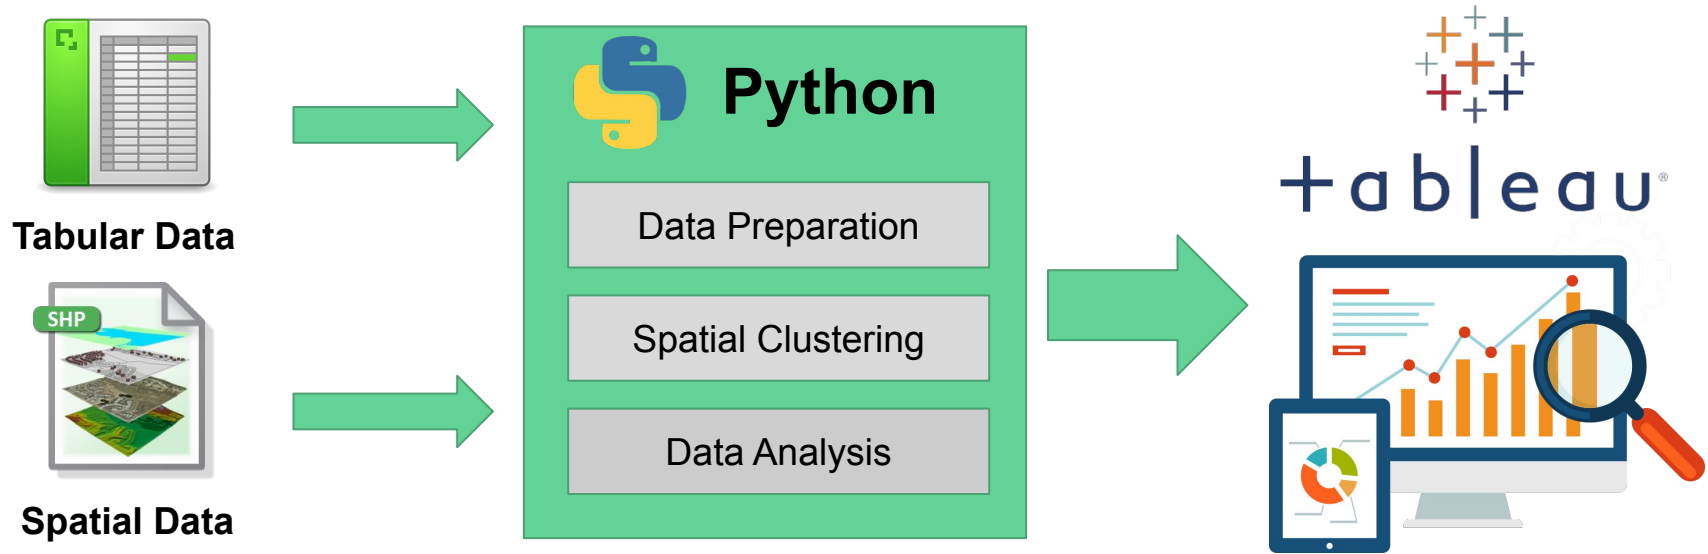 Tabular Data
SHP
Spatial Data
Python
Data Preparation
Spatial Clustering
Data Analysis
+ableau®